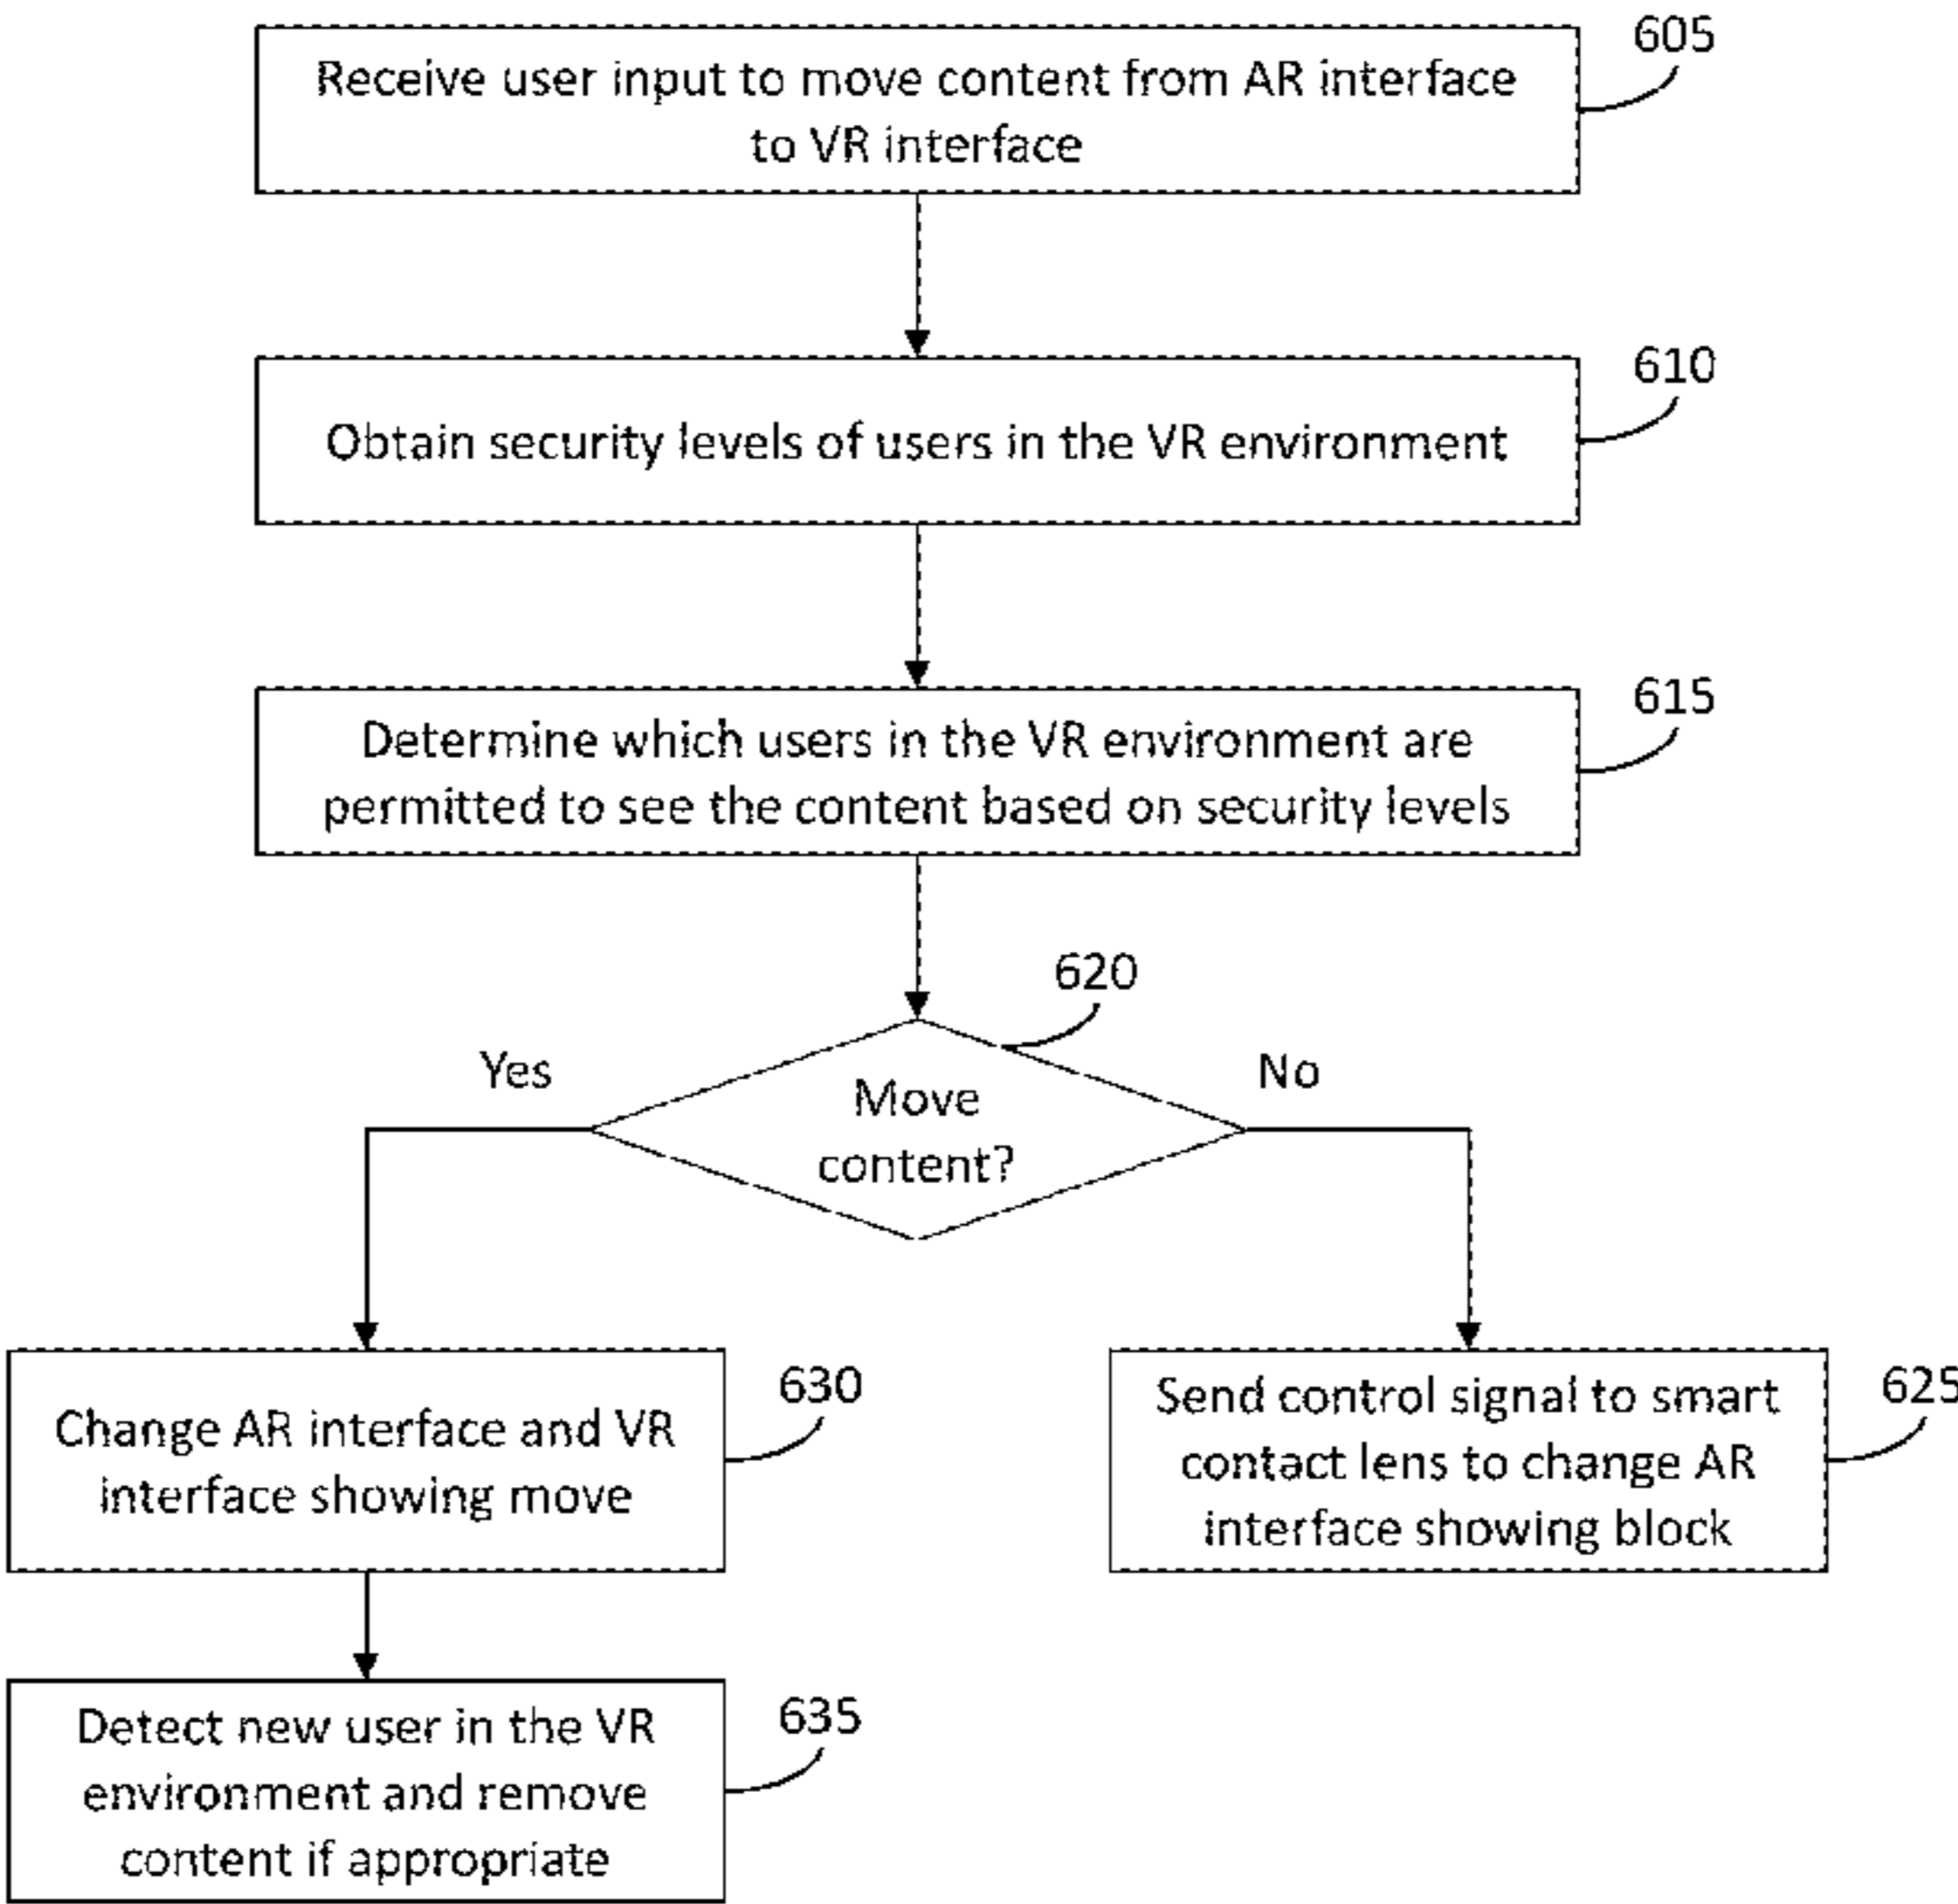 605
Receive user input to move content from AR interface
to VR interface
610
Obtain security levels of users in the VR environment
615
Determine which users in the VR environment are
permitted to see the content based on security levels
620
Yes
Move
content?
No
630
Change AR interface and VR
interface showing move
625
Send control signal to smart
contact lens to change AR
interface showing block
635
Detect new user in the VR
environment and remove
content if appropriate